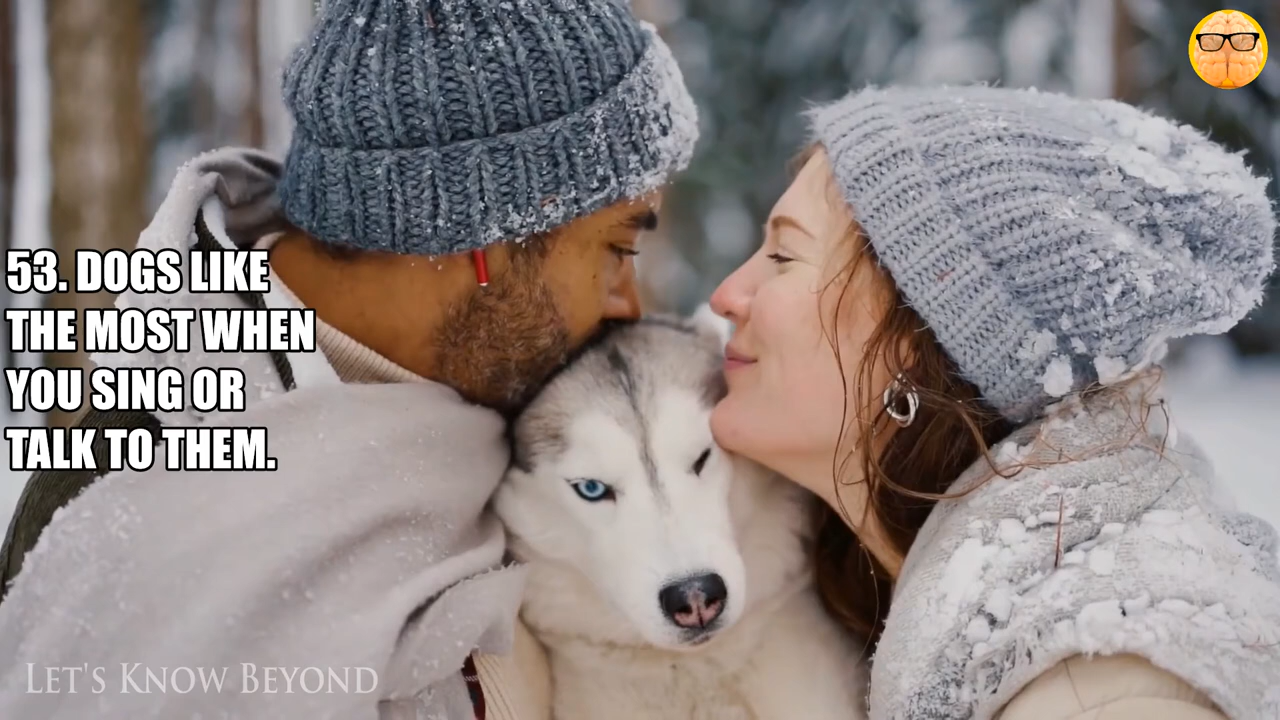 53. DOGS LIKE
THE MOST WHEN
YOU SING OR
TALK TO THEM.
LET'S KNOW BEYOND